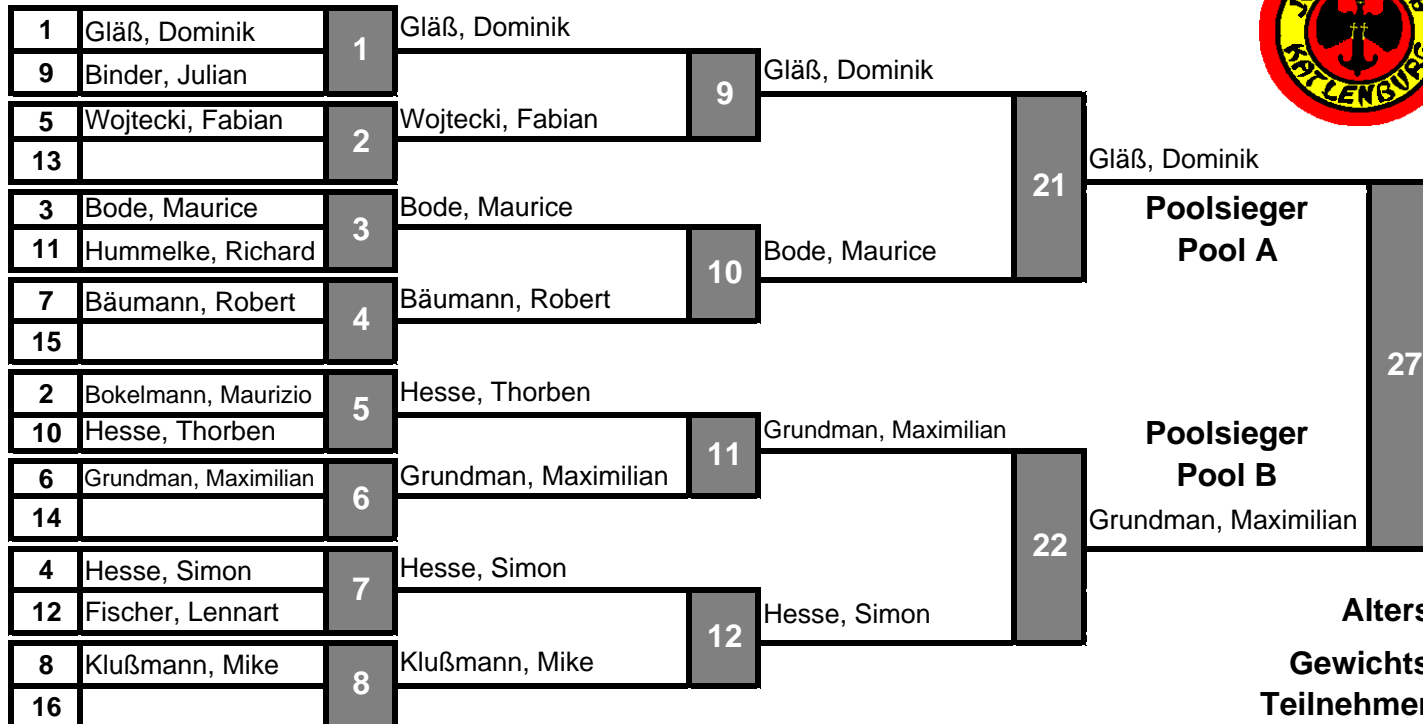 1 Gläß, Dominik 1 Gläß, Dominik
9 Binder, Julian
9 Gläß, Dominik
5 Wojtecki, Fabian 2 Wojtecki, Fabian
13
21 Gläß, Dominik
3 Bode, Maurice 3 Bode, Maurice
11 Hummelke, Richard
10 Bode, Maurice
7 Bäumann, Robert 4 Bäumann, Robert
15
Poolsieger
Pool A
27
2 Bokelmann, Maurizio 5 Hesse, Thorben
10 Hesse, Thorben
11 Grundman, Maximilian
6 Grundman, Maximilian 6 Grundman, Maximilian
14
Poolsieger
Pool B
22 Grundman, Maximilian
4 Hesse, Simon 7 Hesse, Simon
12 Fischer, Lennart
12 Hesse, Simon
8 Klußmann, Mike 8 Klußmann, Mike
16
Alters
Gewichts
Teilnehmer
KATLENBURG